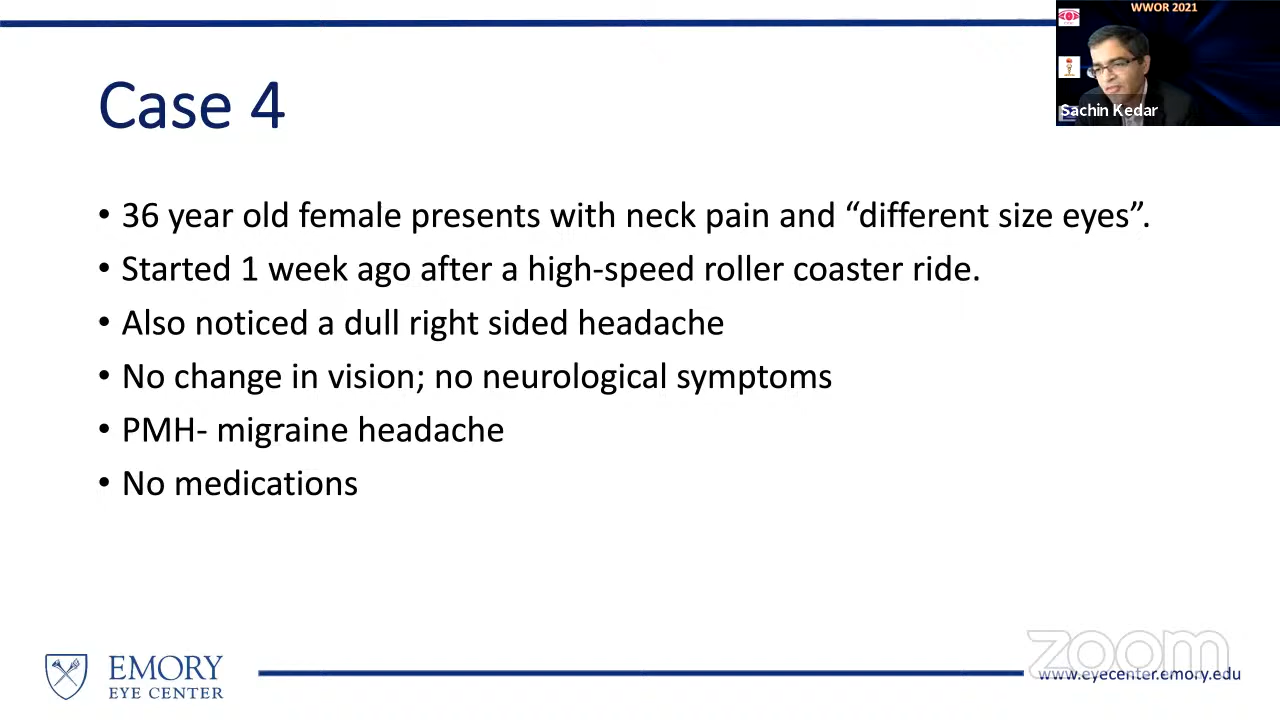 WWOR 2021
Sachin Kedar
Case 4
• 36 year old female presents with neck pain and “different size eyes”.
• Started 1 week ago after a high-speed roller coaster ride.
• Also noticed a dull right sided headache
• No change in vision; no neurological symptoms
• PMH- migraine headache
• No medications
EMORY
EYE CENTER
zoom
www.eyecenter.emory.edu